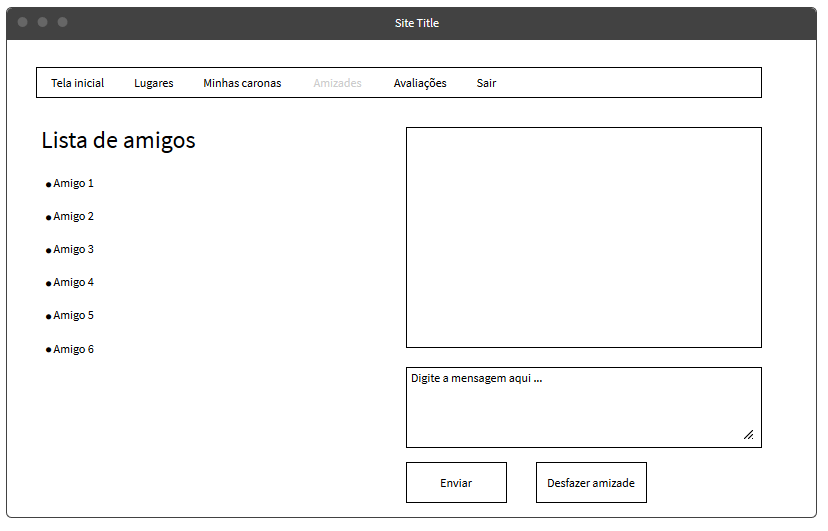 Site Title
Tela inicial Lugares Minhas caronas Amizades Avaliações Sair
Lista de amigos
Amigo 1
Amigo 2
Amigo 3
Amigo 4
Amigo 5
Amigo 6
Digite a mensagem aqui ...
Enviar Desfazer amizade